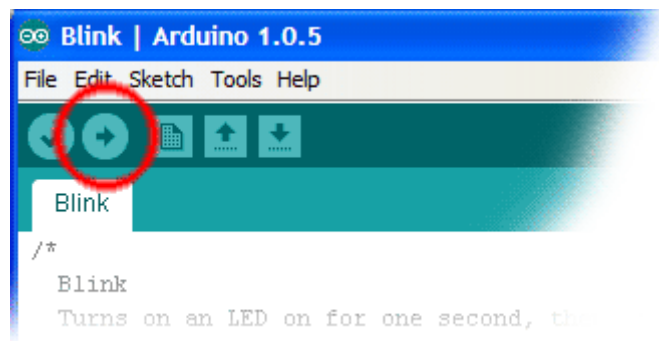 Blink | Arduino 1.0.5
File Edit Sketch Tools Help
Blink
/*
Blink
Turns on an LED on for one second, the